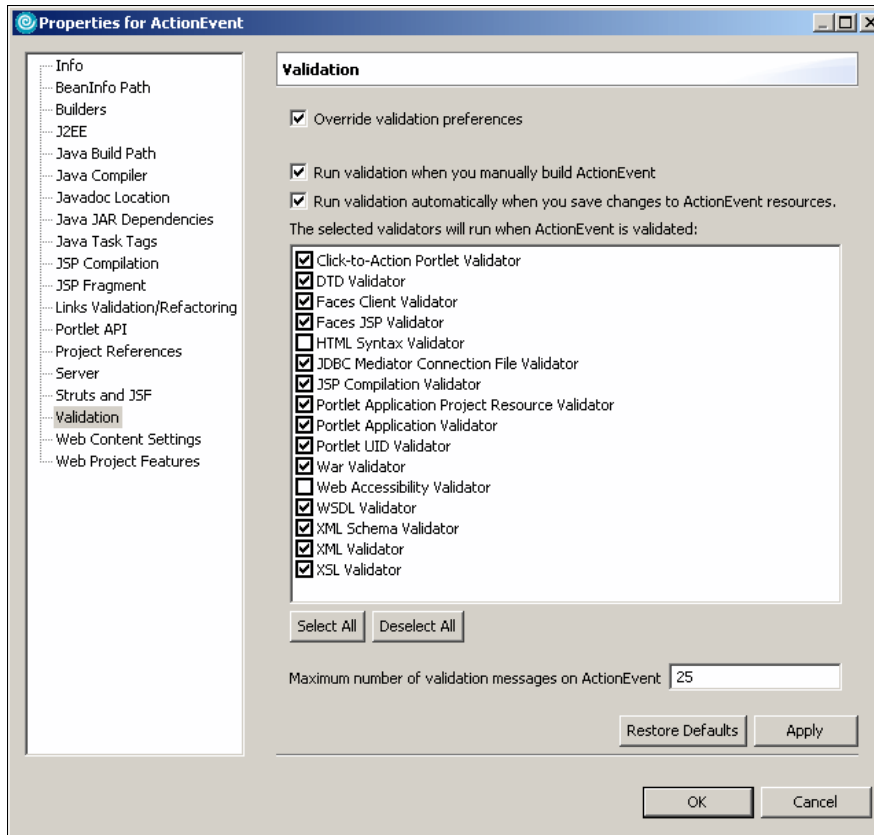 Properties for ActionEvent
Info
BeanInfo Path
Builders
J2EE
Java Build Path
Java Compiler
Javadoc Location
Java JAR Dependencies
Java Task Tags
JSP Compilation
JSP Fragment
Links Validation/Refactoring
Portlet API
Project References
Server
Struts and JSF
Validation
Web Content Settings
Web Project Features
Validation
Override validation preferences
Run validation when you manually build ActionEvent
Run validation automatically when you save changes to ActionEvent resources.
The selected validators will run when ActionEvent is validated:
Click-to-Action Portlet Validator
DTD Validator
Faces Client Validator
Faces JSP Validator
HTML Syntax Validator
JDBC Mediator Connection File Validator
JSP Compilation Validator
Portlet Application Project Resource Validator
Portlet Application Validator
Portlet UID Validator
War Validator
Web Accessibility Validator
WSDL Validator
XML Schema Validator
XML Validator
XSL Validator
Select All Deselect All
Maximum number of validation messages on ActionEvent 25
Restore Defaults Apply
OK Cancel